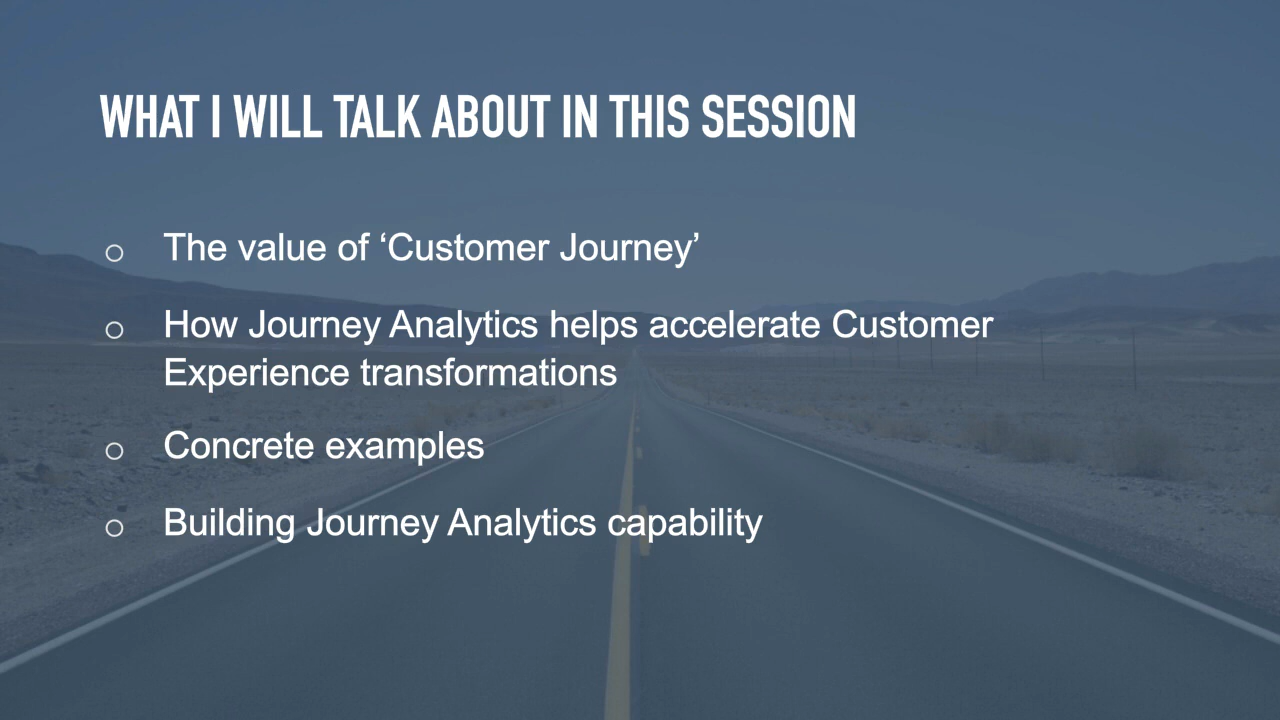 WHAT I WILL TALK ABOUT IN THIS SESSION
The value of ‘Customer Journey’
How Journey Analytics helps accelerate Customer
Experience transformations
Concrete examples
Building Journey Analytics capability